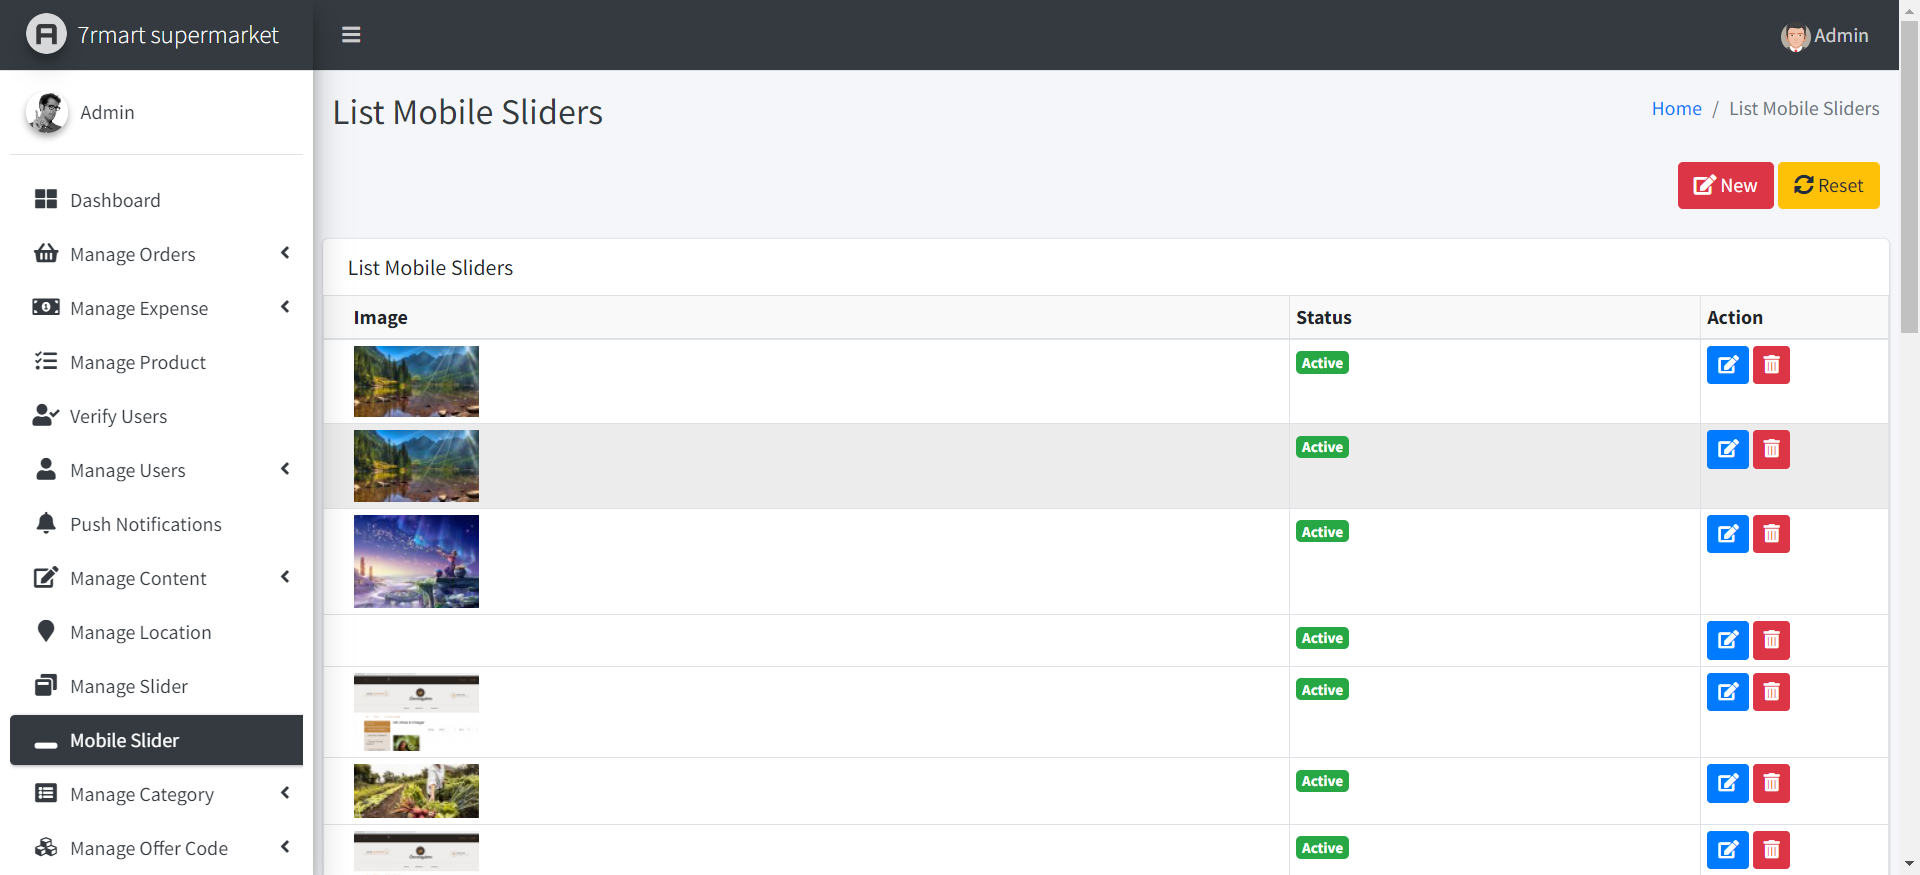 7rmart supermarket
Admin
Admin
List Mobile Sliders
Home / List Mobile Sliders
New
Reset
Dashboard
Manage Orders
Manage Expense
Manage Product
Verify Users
Manage Users
Push Notifications
Manage Content
Manage Location
Manage Slider
Mobile Slider
Manage Category
Manage Offer Code
List Mobile Sliders
Image Status Action
Active
Active
Active
Active
Active
Active
Active